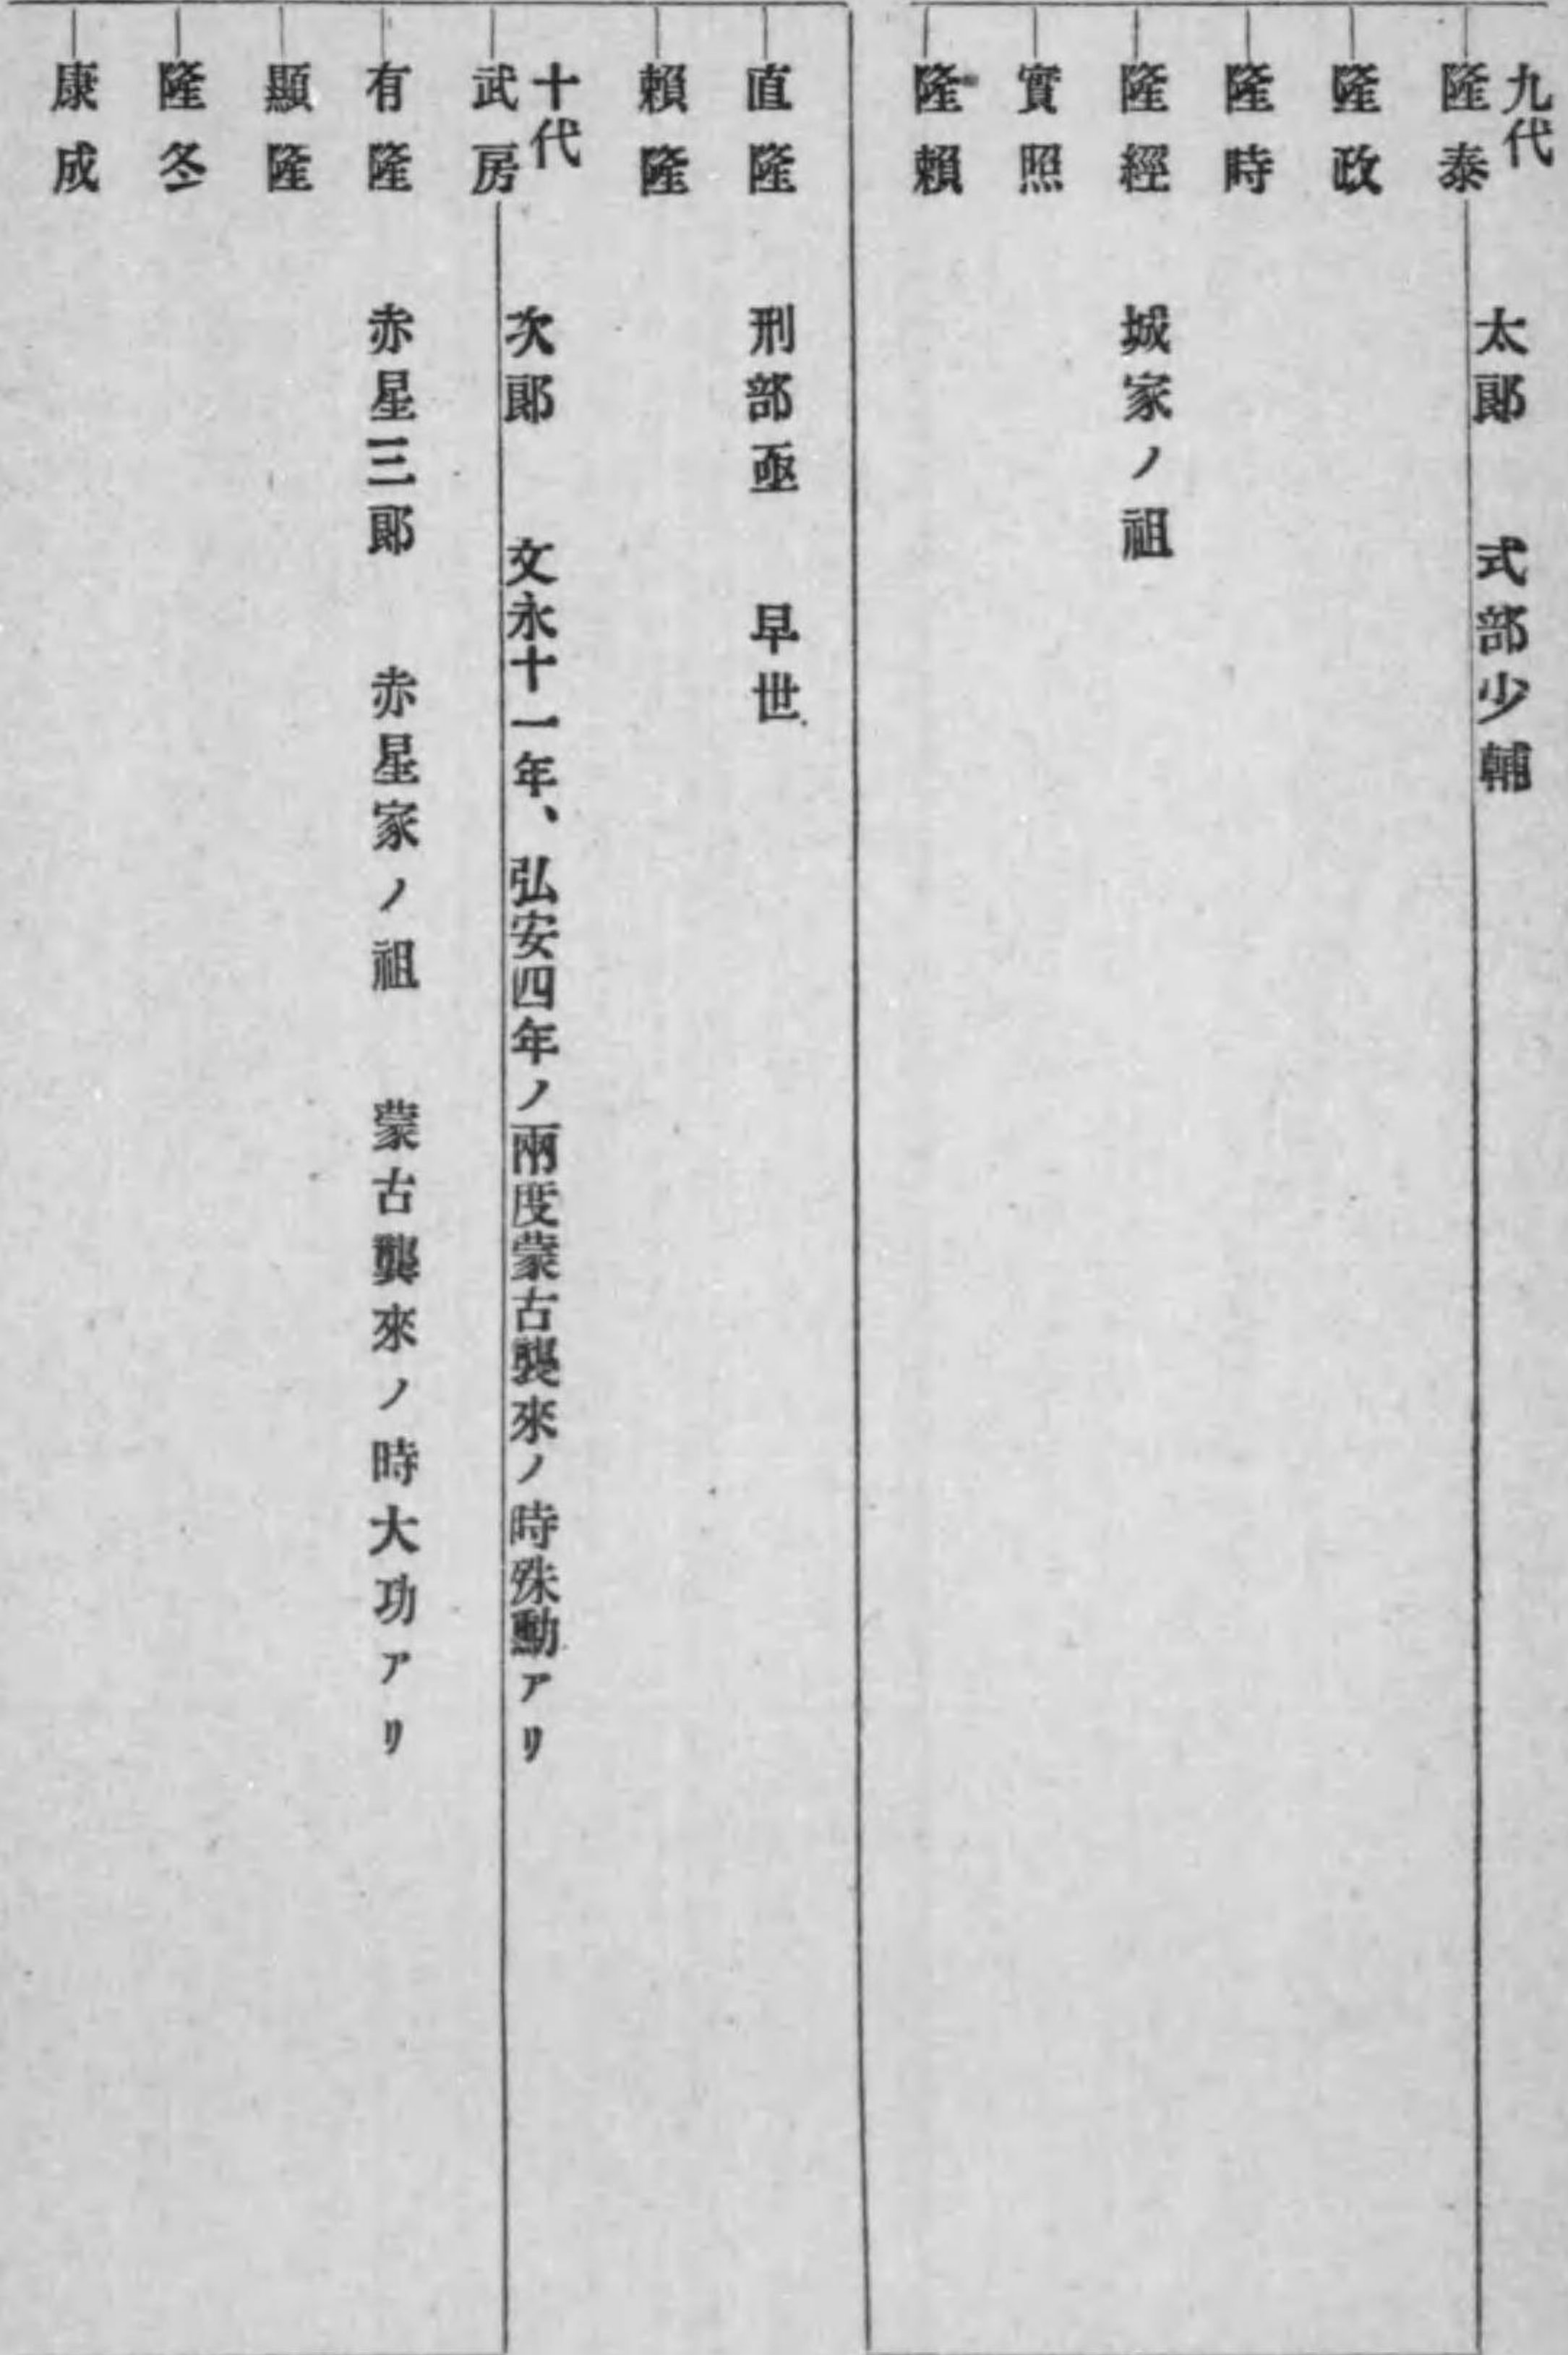 九代
隆泰 太郞 式部少輔
隆政
隆時
隆經 城家ノ祖
實照
隆賴
直隆 刑部亟 早世
賴隆
十代
武房 次郞 文永十一年、弘安四年ノ兩度蒙古襲來ノ時殊勳アリ
有隆 赤星三郞 赤星家ノ祖 蒙古襲來ノ時大功アリ
顯隆
隆冬
康成